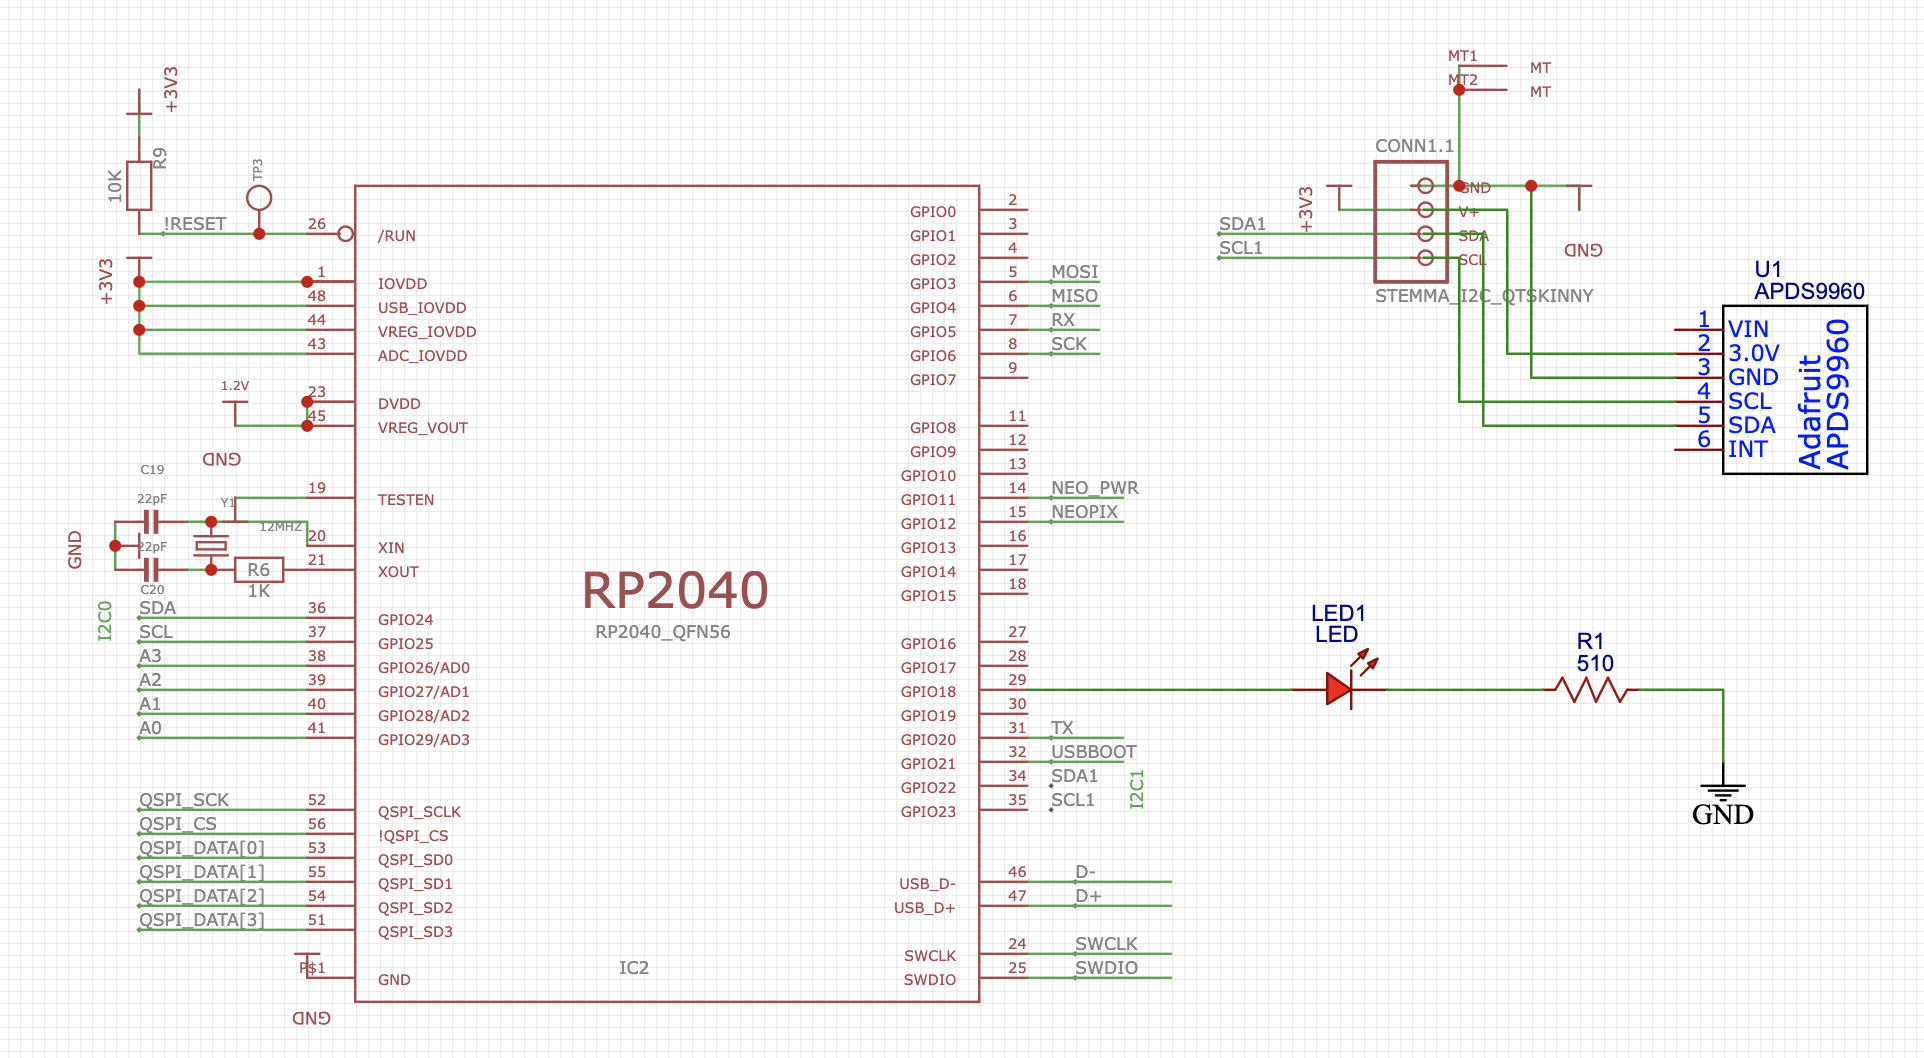 MT1
MT
MT2
MT
+3V3
R9
10K
TP3
!RESET
26
/RUN
+3V3
1
IOVDD
48
USB_IOVDD
44
VREG_IOVDD
43
ADC_IOVDD
1.2V
23
DVDD
45
VREG_VOUT
GND
C19
22pF
Y1
12MHZ
19
TESTEN
20
XIN
GND
22pF
C20
R6
1K
21
XOUT
I2C0
SDA
36
GPIO24
SCL
37
GPIO25
A3
38
GPIO26/AD0
A2
39
GPIO27/AD1
A1
40
GPIO28/AD2
A0
41
GPIO29/AD3
QSPI_SCK
52
QSPI_SCLK
QSPI_CS
56
!QSPI_CS
QSPI_DATA[0]
53
QSPI_SD0
QSPI_DATA[1]
55
QSPI_SD1
QSPI_DATA[2]
54
QSPI_SD2
QSPI_DATA[3]
51
QSPI_SD3
P$1
GND
GND
RP2040
RP2040_QFN56
IC2
GPIO0
2
GPIO1
3
GPIO2
4
GPIO3
5
MOSI
GPIO4
6
MISO
GPIO5
7
RX
GPIO6
8
SCK
GPIO7
9
GPIO8
11
GPIO9
12
GPIO10
13
GPIO11
14
NEO_PWR
GPIO12
15
NEOPIX
GPIO13
16
GPIO14
17
GPIO15
18
GPIO16
27
GPIO17
28
GPIO18
29
GPIO19
30
GPIO20
31
TX
GPIO21
32
USBBOOT
GPIO22
34
SDA1
GPIO23
35
SCL1
I2C1
USB_D-
46
D-
USB_D+
47
D+
SWCLK
24
SWCLK
SWDIO
25
SWDIO
CONN1.1
+3V3
SDA1
SCL1
GND
V+
SDA
SCL
GND
STEMMA_I2C_QTSKINNY
U1
APDS9960
1 VIN
2 3.0V
3 GND
4 SCL
5 SDA
6 INT
Adafruit
APDS9960
LED1
LED
R1
510
GND